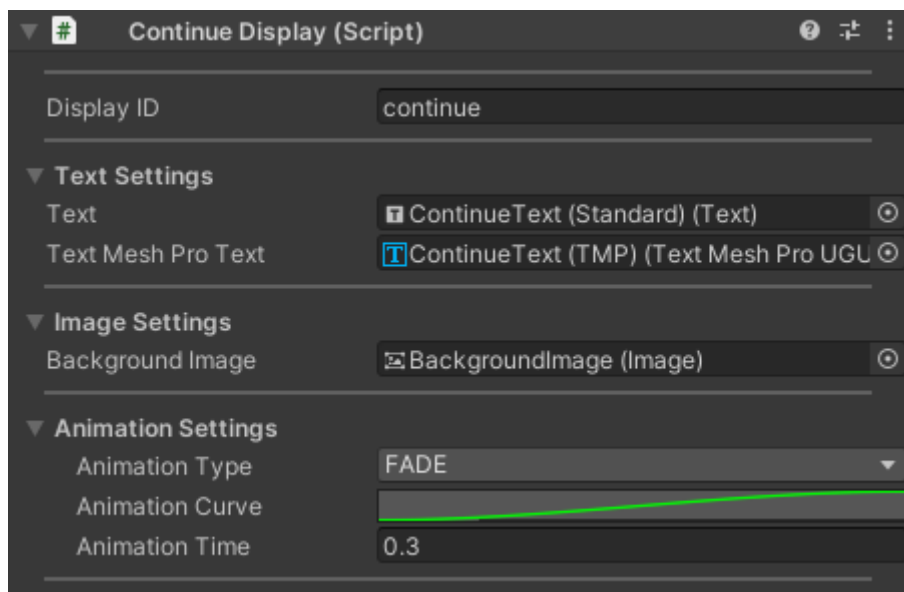 Continue Display (Script)
Display ID continue
Text Settings
Text ContinueText (Standard) (Text)
Text Mesh Pro Text ContinueText (TMP) (Text Mesh Pro UGU
Image Settings
Background Image BackgroundImage (Image)
Animation Settings
Animation Type FADE
Animation Curve
Animation Time 0.3